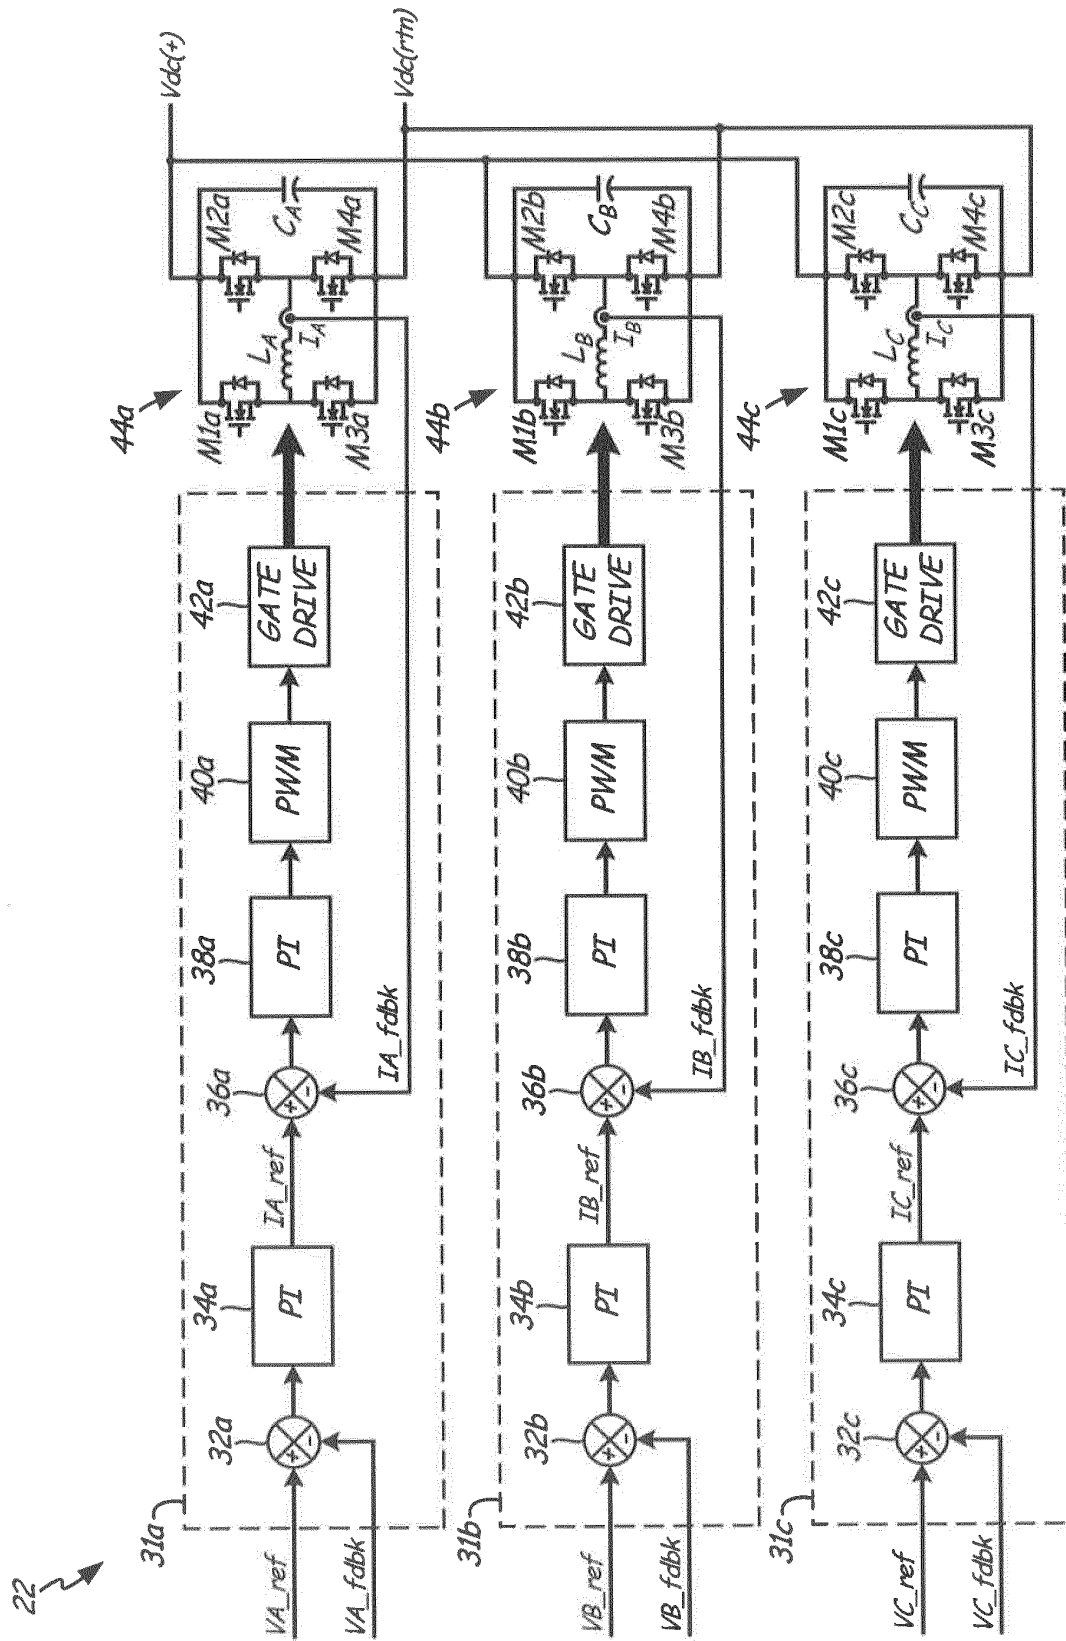 22
31a
VA_ref
VA_fdbk
32a
+
-
34a
PI
IA_ref
36a
+
-
IA_fdbk
38a
PI
40a
PWM
42a
GATE
DRIVE
44a
M1a
M2a
M3a
M4a
LA
IA
CA
Vdc(+)
Vdc(rtn)
31b
VB_ref
VB_fdbk
32b
+
-
34b
PI
IB_ref
36b
+
-
IB_fdbk
38b
PI
40b
PWM
42b
GATE
DRIVE
44b
M1b
M2b
M3b
M4b
LB
IB
CB
31c
VC_ref
VC_fdbk
32c
+
-
34c
PI
IC_ref
36c
+
-
IC_fdbk
38c
PI
40c
PWM
42c
GATE
DRIVE
44c
M1c
M2c
M3c
M4c
LC
IC
CC